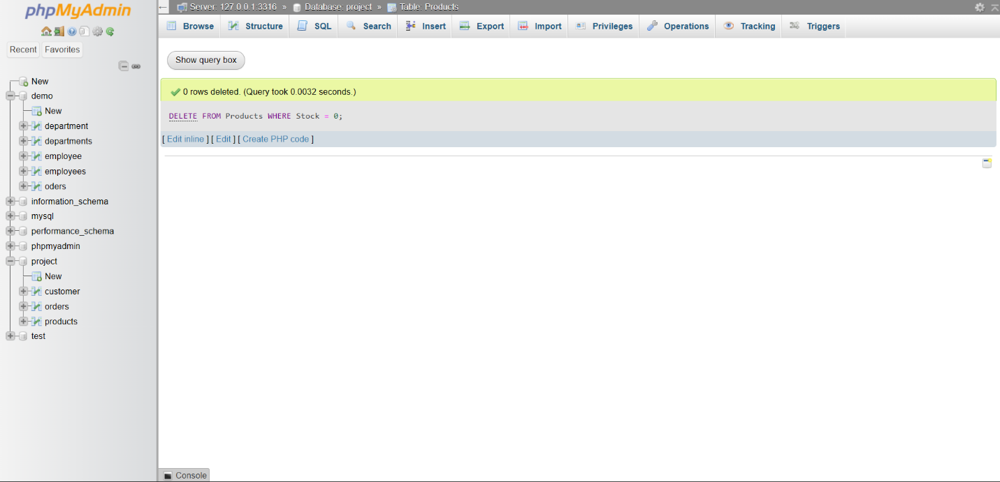 phpMyAdmin
Recent Favorites
New
demo
New
department
departments
employee
employees
oders
information_schema
mysql
performance_schema
phpmyadmin
project
New
customer
orders
products
test
← Server: 127.0.0.1:3316 » Database: project » Table: Products
Browse Structure SQL Search Insert Export Import Privileges Operations Tracking Triggers
Show query box
0 rows deleted. (Query took 0.0032 seconds.)
DELETE FROM Products WHERE Stock = 0;
[ Edit inline ] [ Edit ] [ Create PHP code ]
Console